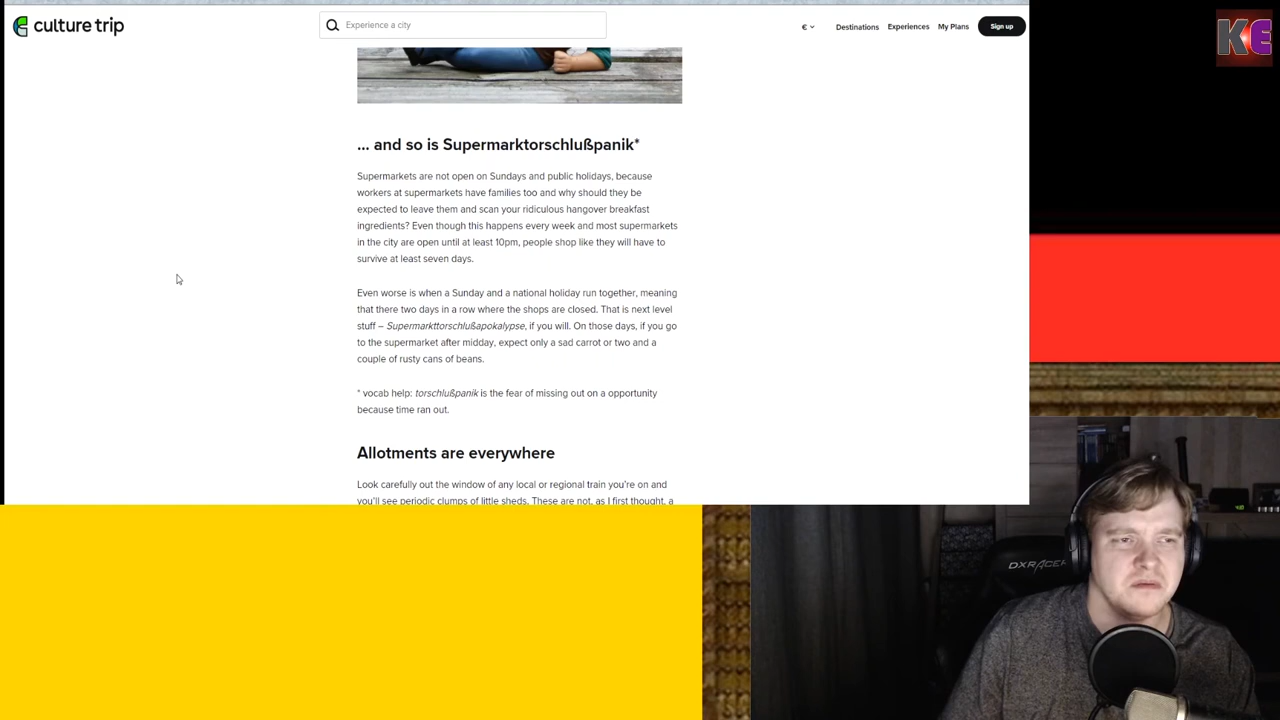 culture trip
Experience a city
€
Destinations
Experiences
My Plans
Sign up
KE
... and so is Supermarktorschlußpanik*
Supermarkets are not open on Sundays and public holidays, because
workers at supermarkets have families too and why should they be
expected to leave them and scan your ridiculous hangover breakfast
ingredients? Even though this happens every week and most supermarkets
in the city are open until at least 10pm, people shop like they will have to
survive at least seven days.
Even worse is when a Sunday and a national holiday run together, meaning
that there two days in a row where the shops are closed. That is next level
stuff – Supermarkttorschlußapokalypse, if you will. On those days, if you go
to the supermarket after midday, expect only a sad carrot or two and a
couple of rusty cans of beans.
* vocab help: torschlußpanik is the fear of missing out on a opportunity
because time ran out.
Allotments are everywhere
Look carefully out the window of any local or regional train you're on and
you'll see periodic clumps of little sheds. These are not, as I first thought, a
DXRACER